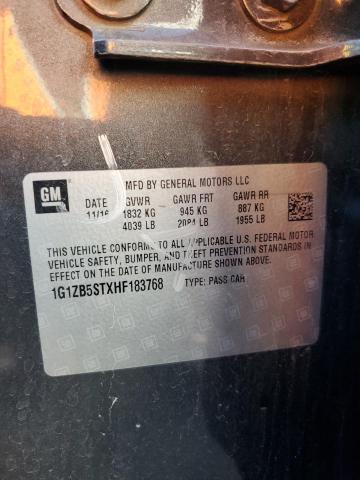 GM
MFD BY GENERAL MOTORS LLC
DATE GVWR GAWR FRT GAWR RR
11/16 1832 KG 945 KG 887 KG
4039 LB 2084 LB 1955 LB
THIS VEHICLE CONFORMS TO ALL APPLICABLE U.S. FEDERAL MOTOR
VEHICLE SAFETY, BUMPER, AND THEFT PREVENTION STANDARDS IN
EFFECT ON THE DATE OF MANUFACTURE SHOWN ABOVE.
1G1ZB5STXHF183768 TYPE: PASS CAR